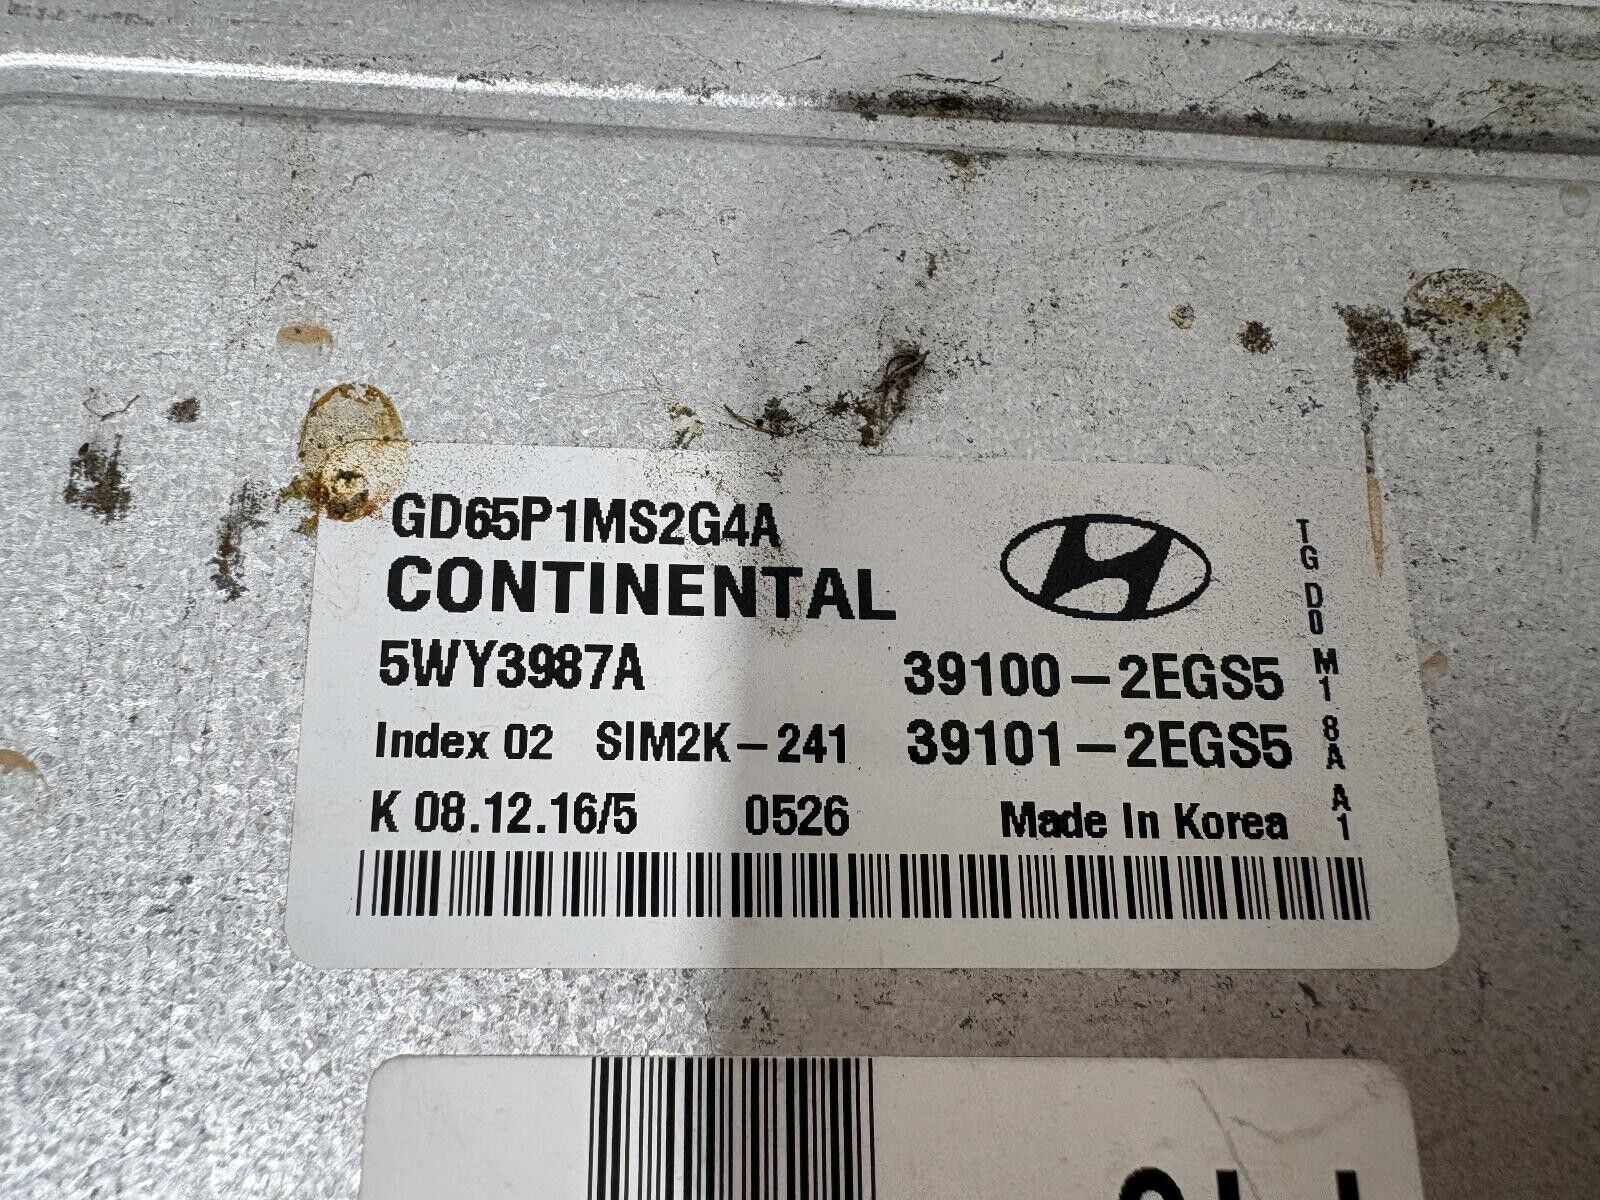 GD65P1MS2G4A
CONTINENTAL
5WY3987A 39100-2EGS5
Index 02 SIM2K-241 39101-2EGS5
K 08.12.16/5 0526 Made In Korea
TG D0 M1 8A A1